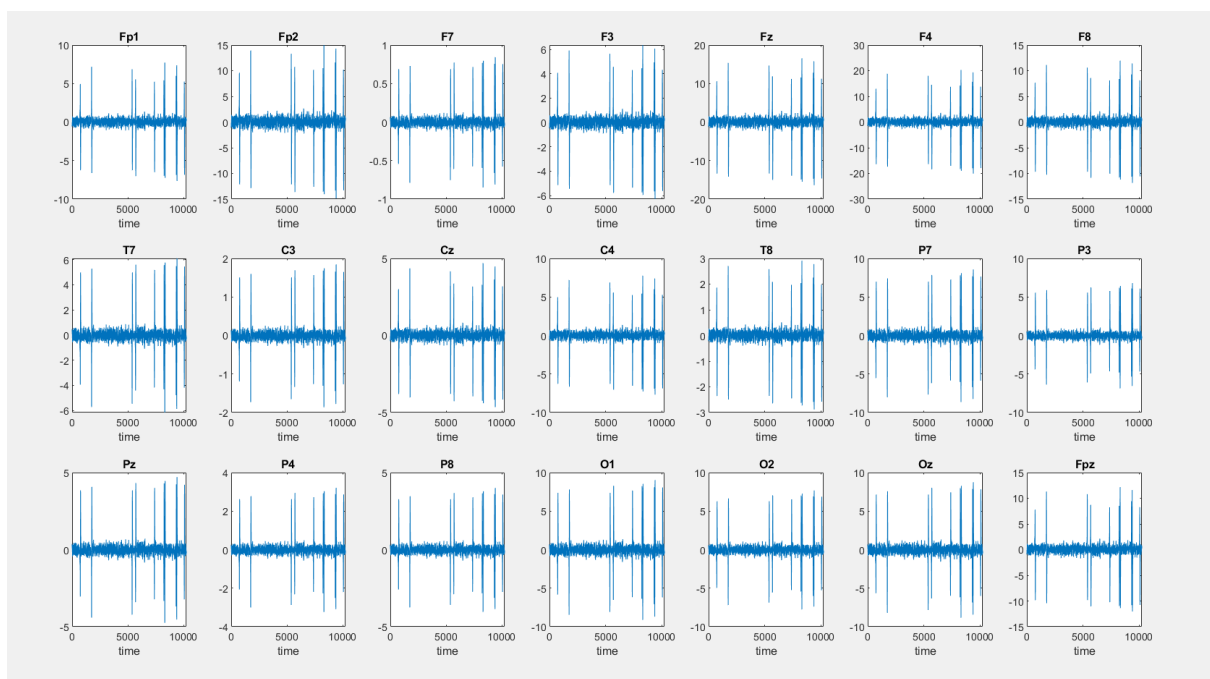 Fp1 Fp2 F7 F3 Fz F4 F8
10 15 1 6 20 30 15
10 4 20 10
5 5 0.5 2 10 10 5
0 0 0 0 0 0 0
-5 -5 -0.5 -2 -10 -10 -5
-10 -4 -20 -10
-10 -15 -1 -6 -20 -30 -15
0 5000 10000 0 5000 10000 0 5000 10000 0 5000 10000 0 5000 10000 0 5000 10000 0 5000 10000
time time time time time time time
T7 C3 Cz C4 T8 P7 P3
6 2 5 10 3 10 10
4 2
2 1 5 1 5 5
0 0 0 0 0 0 0
-2 -1 -5 -1 -5 -5
-4 -2
-6 -2 -5 -10 -3 -10 -10
0 5000 10000 0 5000 10000 0 5000 10000 0 5000 10000 0 5000 10000 0 5000 10000 0 5000 10000
time time time time time time time
Pz P4 P8 O1 O2 Oz Fpz
5 4 5 10 10 10 15
10
2 5 5 5 5
0 0 0 0 0 0 0
-2 -5 -5 -5 -5
-10
-5 -4 -5 -10 -10 -10 -15
0 5000 10000 0 5000 10000 0 5000 10000 0 5000 10000 0 5000 10000 0 5000 10000 0 5000 10000
time time time time time time time